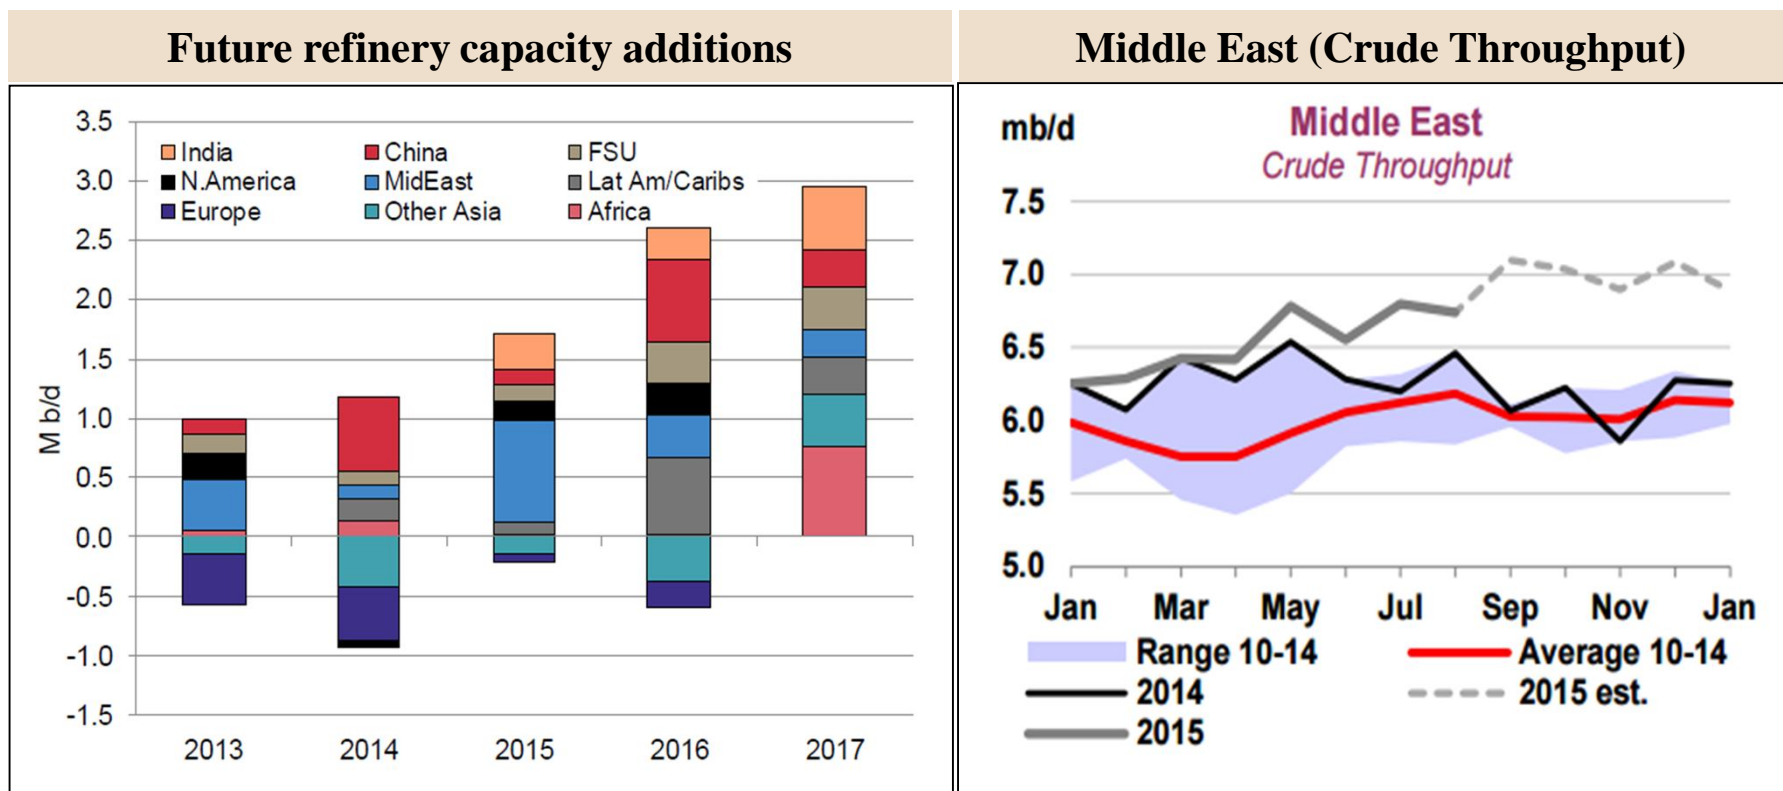 Future refinery capacity additions
M b/d
3.5
3.0
2.5
2.0
1.5
1.0
0.5
0.0
-0.5
-1.0
-1.5
India China FSU
N.America MidEast Lat Am/Caribs
Europe Other Asia Africa
2013 2014 2015 2016 2017
Middle East (Crude Throughput)
mb/d
Middle East
Crude Throughput
7.5
7.0
6.5
6.0
5.5
5.0
Jan Mar May Jul Sep Nov Jan
Range 10-14 Average 10-14
2014 2015 est.
2015